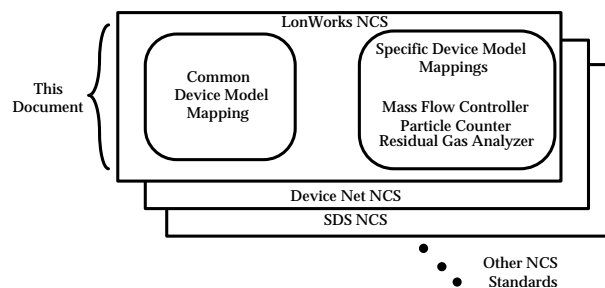 LonWorks NCS
This
Document
Common
Device Model
Mapping
Specific Device Model
Mappings
Mass Flow Controller
Particle Counter
Residual Gas Analyzer
Device Net NCS
SDS NCS
Other NCS
Standards